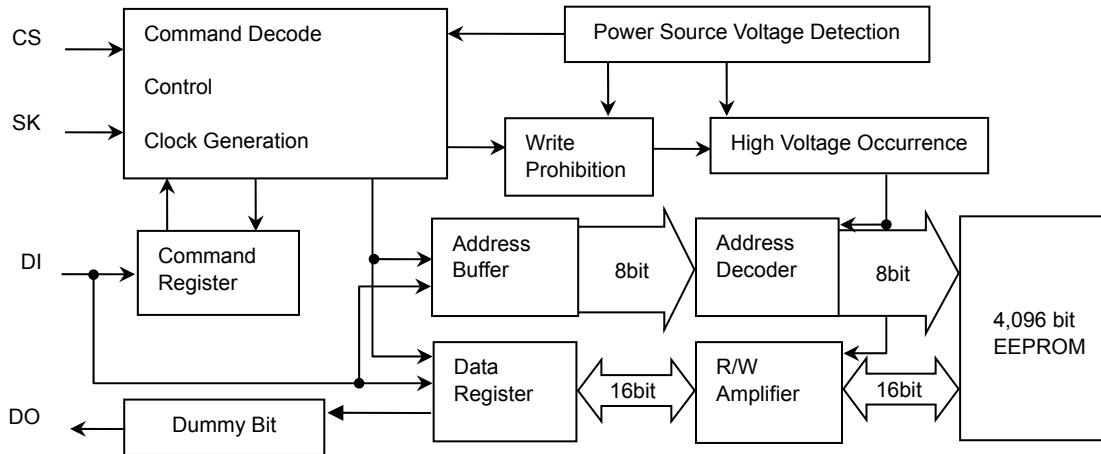 CS
Command Decode
Power Source Voltage Detection
Control
SK
Clock Generation
Write
Prohibition
High Voltage Occurrence
DI
Command
Register
Address
Buffer
8bit
Address
Decoder
8bit
4,096 bit
EEPROM
Data
Register
16bit
R/W
Amplifier
16bit
DO
Dummy Bit